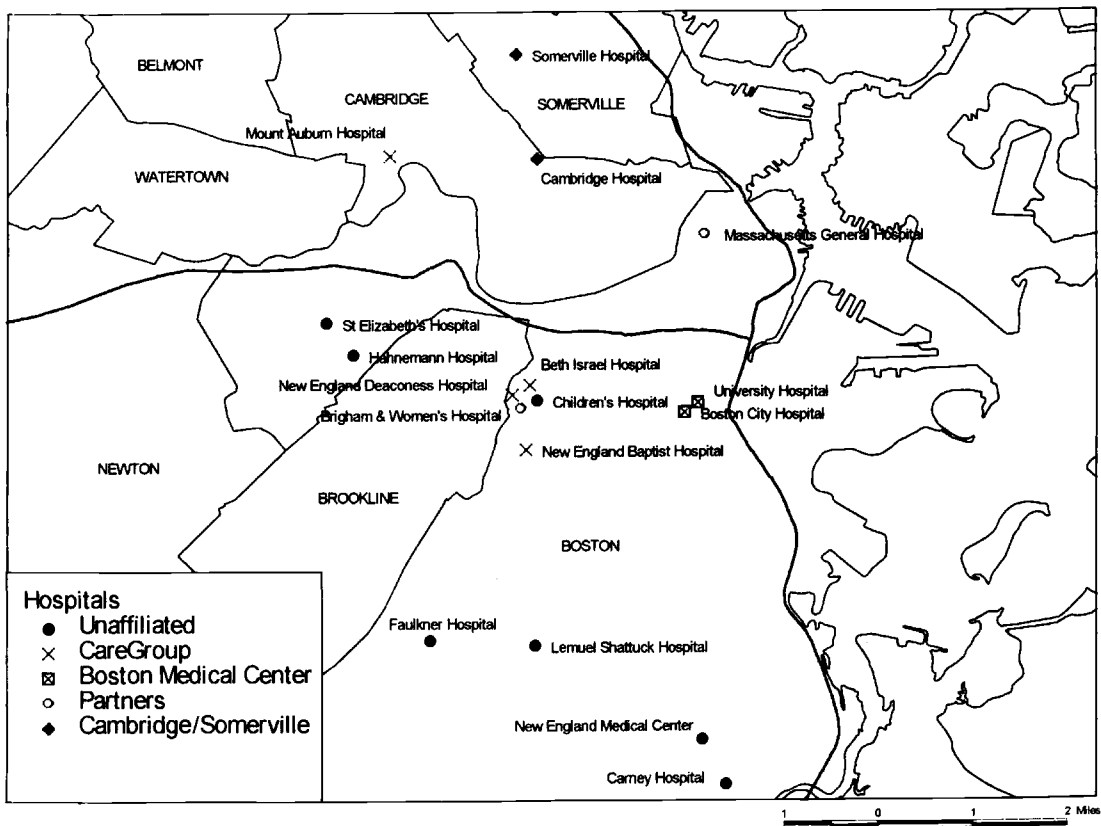 Somerville Hospital
BELMONT
CAMBRIDGE
SOMERVILLE
Mount Auburn Hospital
WATERTOWN
Cambridge Hospital
Massachusetts General Hospital
St Elizabeth's Hospital
Hahnemann Hospital
Beth Israel Hospital
New England Deaconess Hospital
University Hospital
Children's Hospital
Brigham & Women's Hospital
Boston City Hospital
New England Baptist Hospital
NEWTON
BROOKLINE
BOSTON
Hospitals
Unaffiliated
CareGroup
Boston Medical Center
Partners
Cambridge/Somerville
Faulkner Hospital
Lemuel Shattuck Hospital
New England Medical Center
Carney Hospital
1 0 1 2 Miles